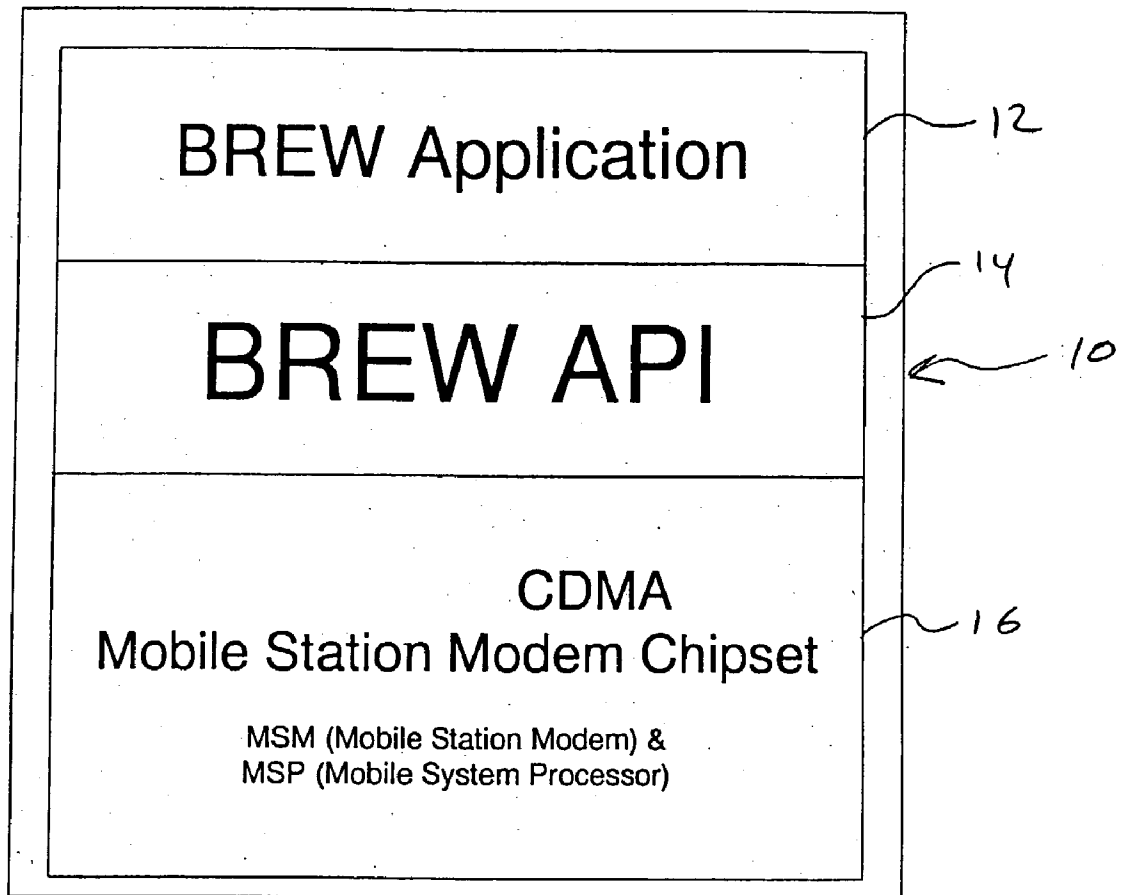 BREW Application
12
BREW API
14
10
CDMA
Mobile Station Modem Chipset
16
MSM (Mobile Station Modem) &
MSP (Mobile System Processor)